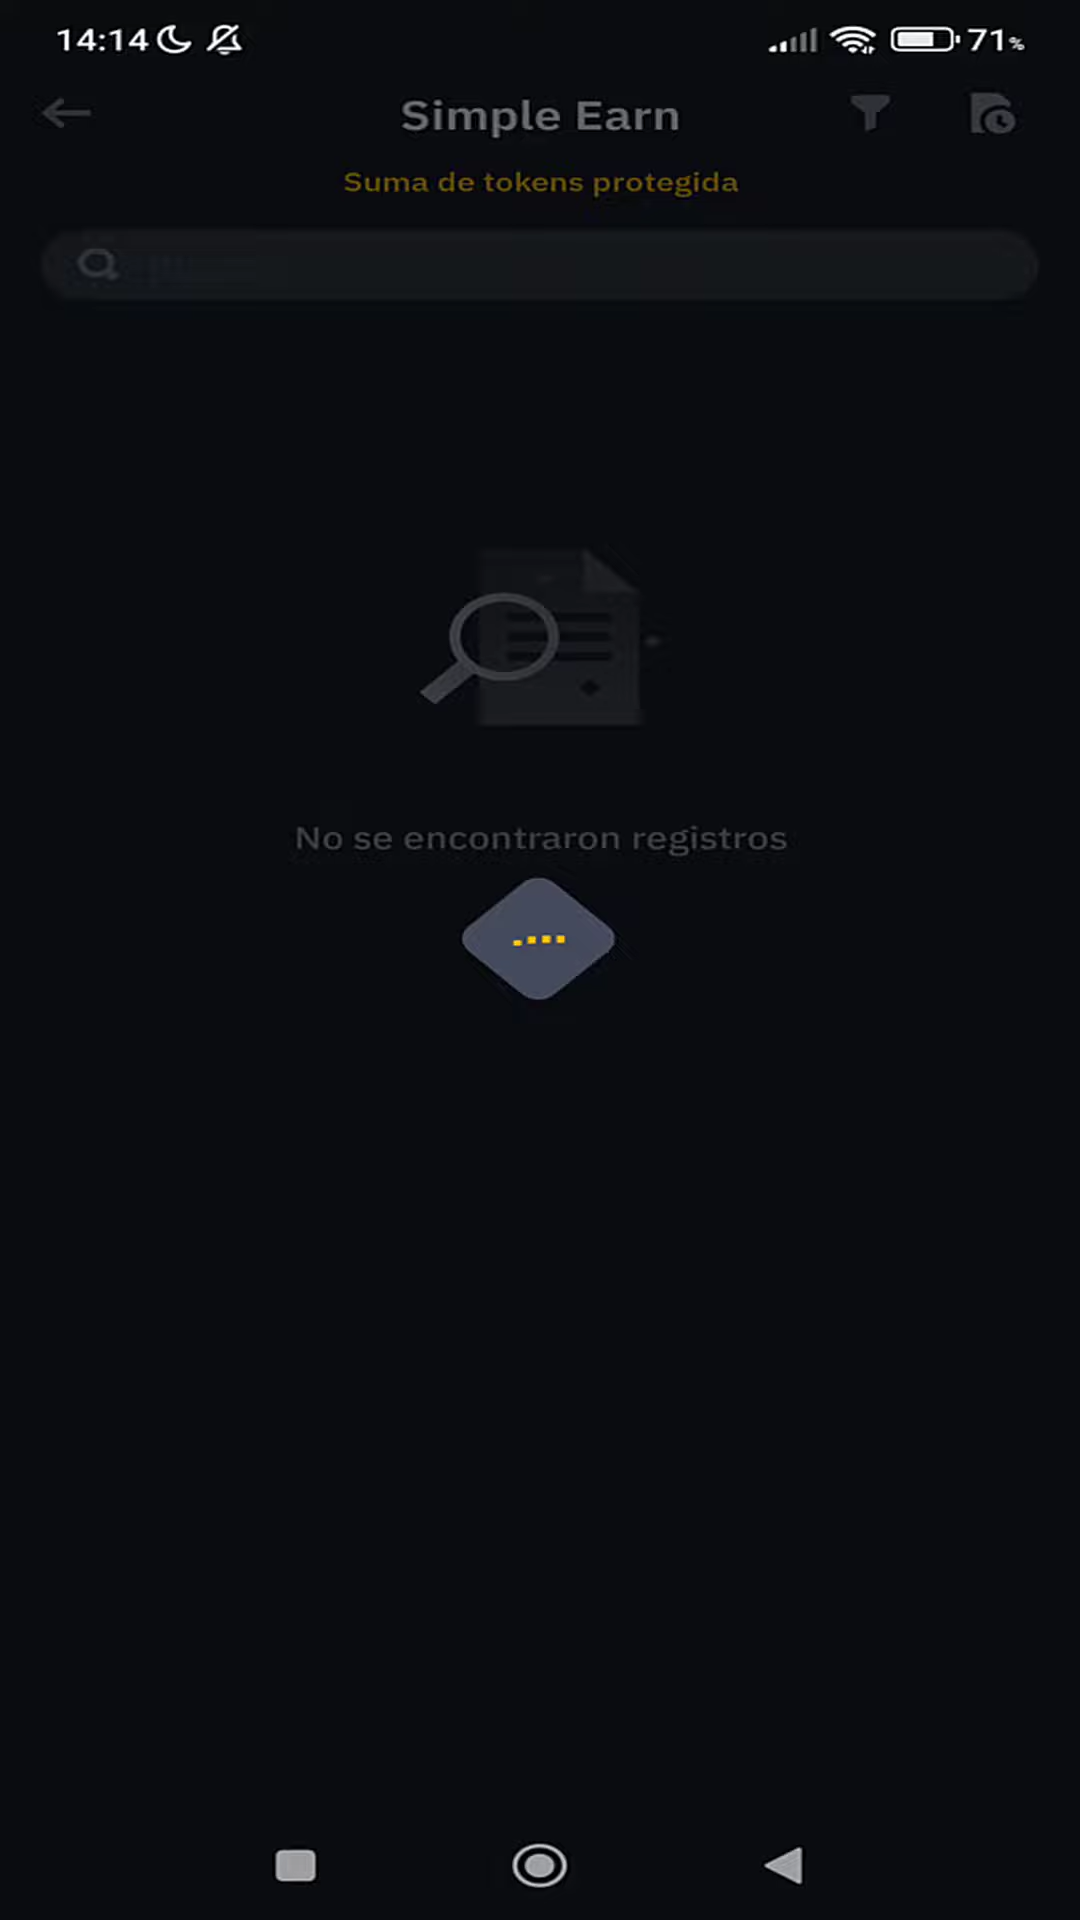 14:14 71%
Simple Earn
Suma de tokens protegida
No se encontraron registros